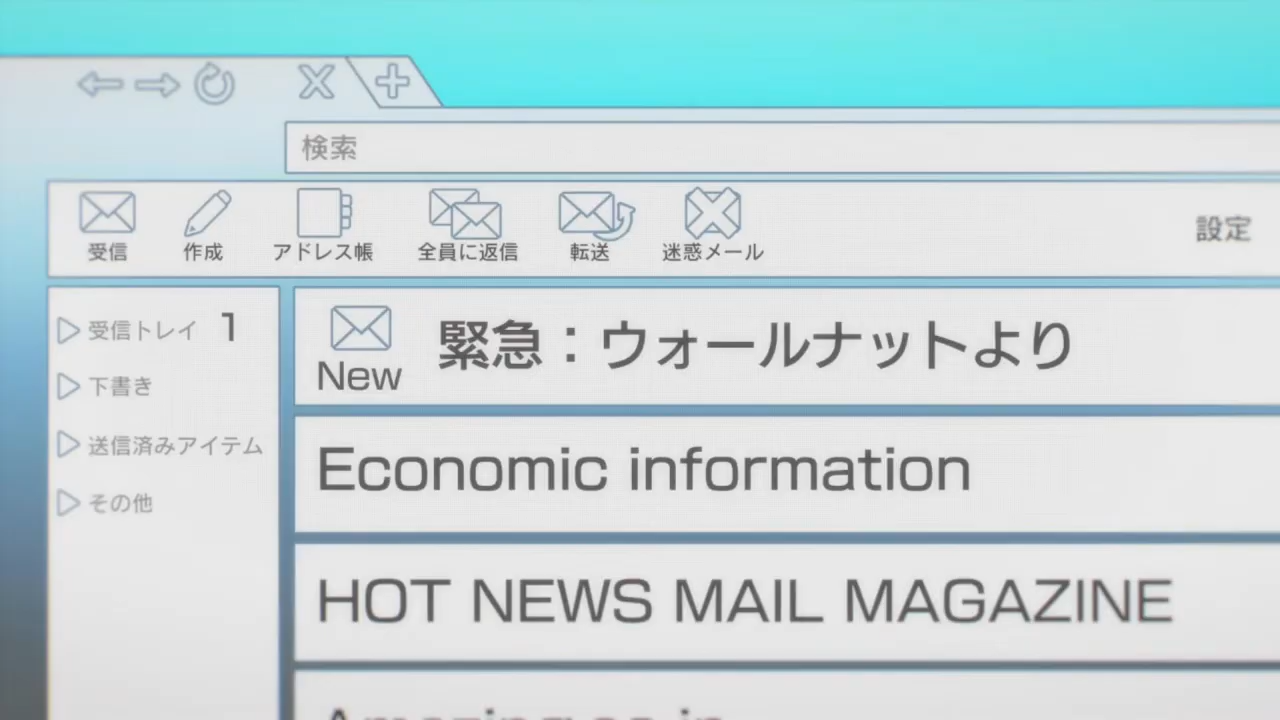 検索
受信 作成 アドレス帳 全員に返信 転送 迷惑メール 設定
受信トレイ 1
下書き
送信済みアイテム
その他
New 緊急：ウォールナットより
Economic information
HOT NEWS MAIL MAGAZINE